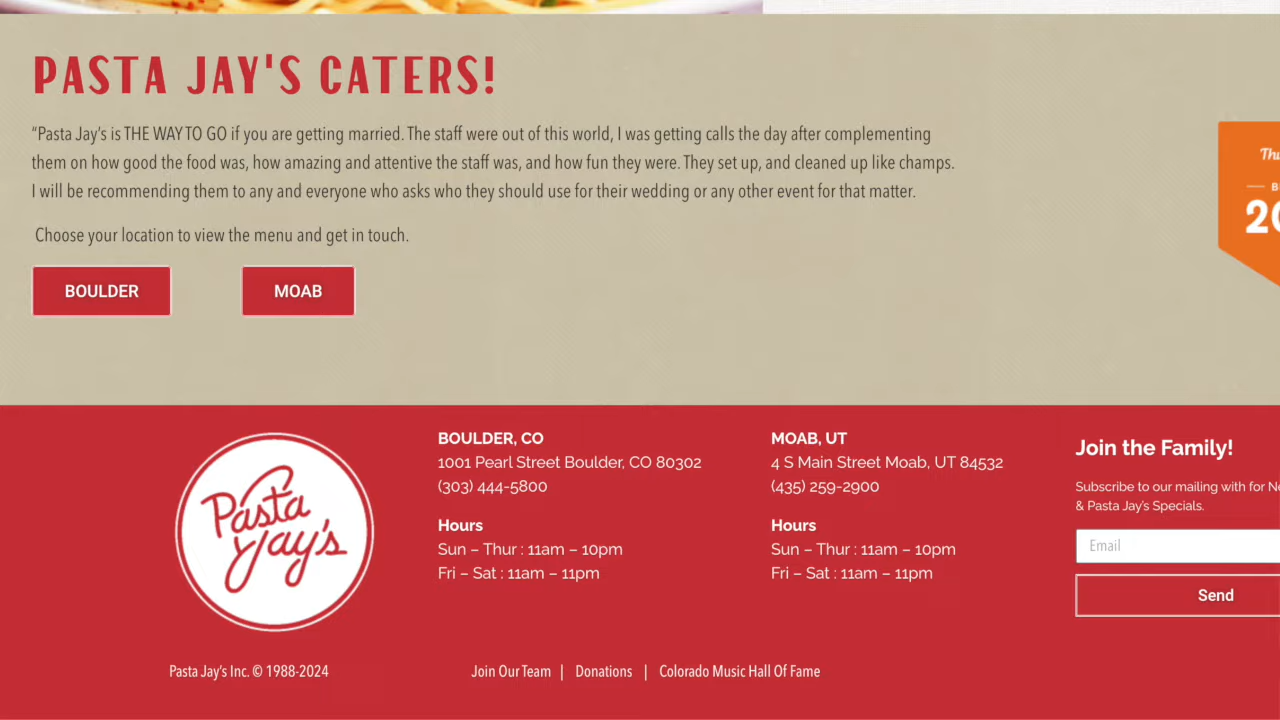 PASTA JAY'S CATERS!
“Pasta Jay’s is THE WAY TO GO if you are getting married. The staff were out of this world, I was getting calls the day after complementing
them on how good the food was, how amazing and attentive the staff was, and how fun they were. They set up, and cleaned up like champs.
I will be recommending them to any and everyone who asks who they should use for their wedding or any other event for that matter.
Choose your location to view the menu and get in touch.
BOULDER
MOAB
20
Pasta
Jay's
BOULDER, CO
1001 Pearl Street Boulder, CO 80302
(303) 444-5800
Hours
Sun – Thur : 11am – 10pm
Fri – Sat : 11am – 11pm
MOAB, UT
4 S Main Street Moab, UT 84532
(435) 259-2900
Hours
Sun – Thur : 11am – 10pm
Fri – Sat : 11am – 11pm
Join the Family!
Subscribe to our mailing with for
& Pasta Jay’s Specials.
Email
Send
Pasta Jay’s Inc. © 1988-2024
Join Our Team | Donations | Colorado Music Hall Of Fame